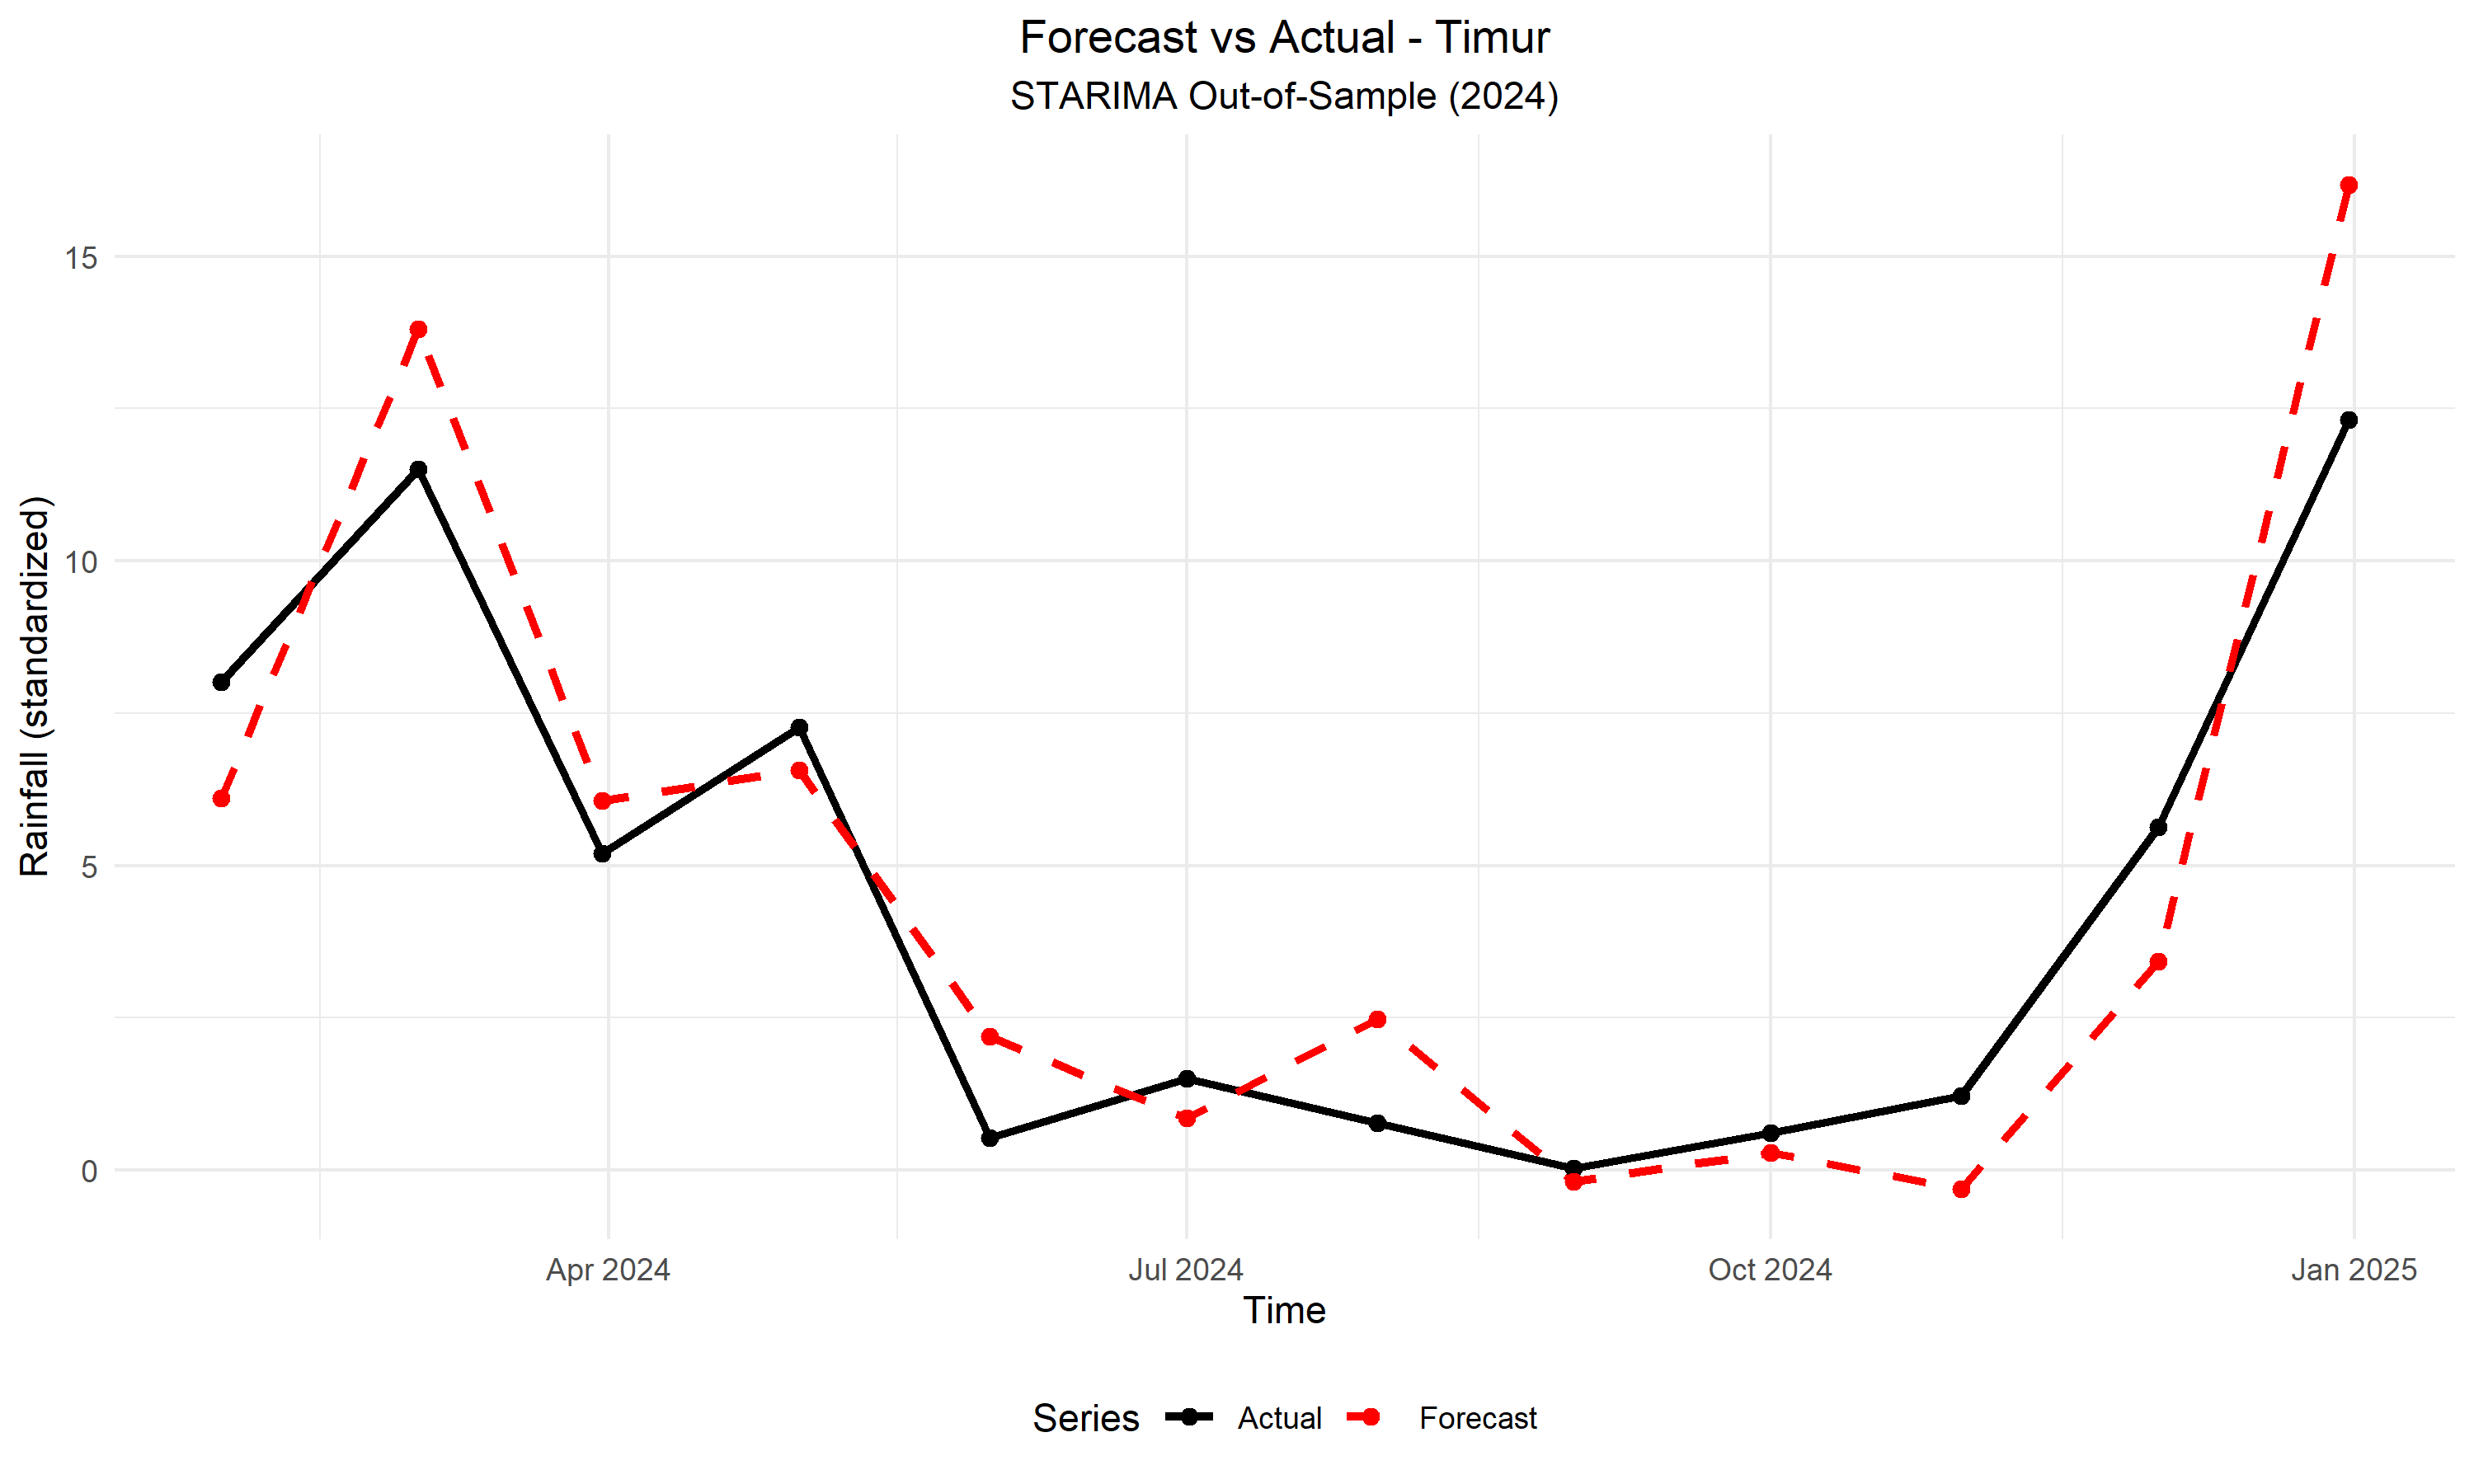 Forecast vs Actual - Timur
STARIMA Out-of-Sample (2024)
Rainfall (standardized)
15
10
5
0
Apr 2024 Jul 2024 Oct 2024 Jan 2025
Time
Series Actual Forecast